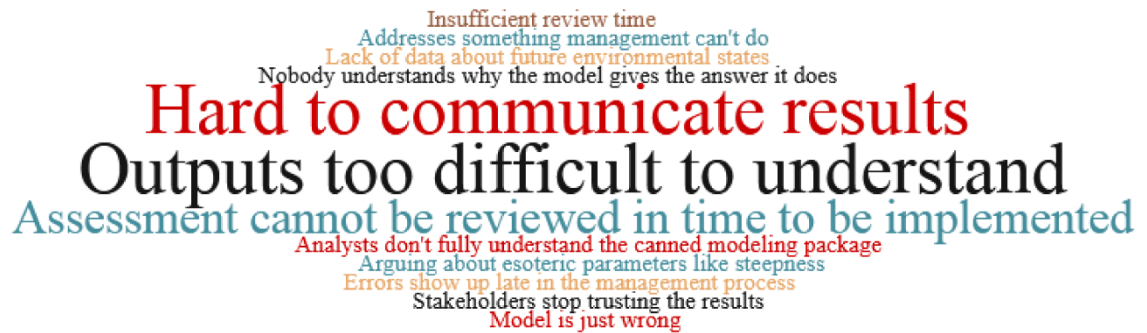 Insufficient review time
Addresses something management can't do
Lack of data about future environmental states
Nobody understands why the model gives the answer it does
Hard to communicate results
Outputs too difficult to understand
Assessment cannot be reviewed in time to be implemented
Analysts don't fully understand the canned modeling package
Arguing about esoteric parameters like steepness
Errors show up late in the management process
Stakeholders stop trusting the results
Model is just wrong